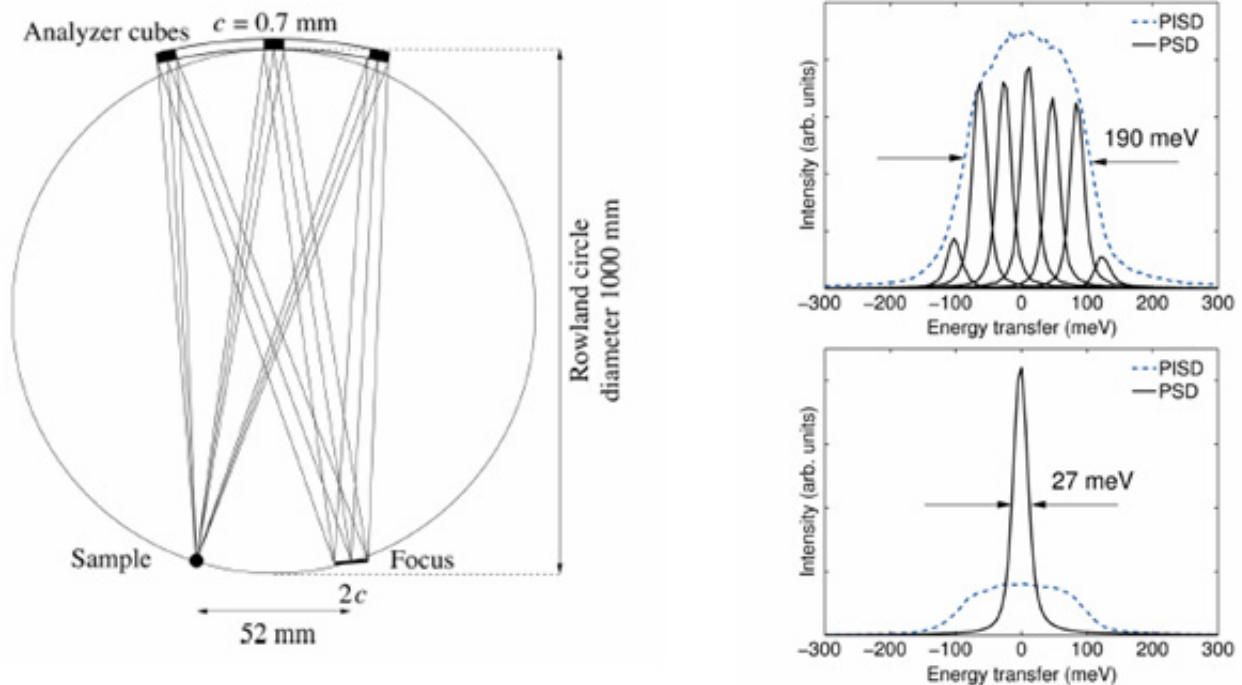 Analyzer cubes
c = 0.7 mm
Rowland circle
diameter 1000 mm
Sample
Focus
2c
52 mm
PISD
PSD
190 meV
Intensity (arb. units)
−300 −200 −100 0 100 200 300
Energy transfer (meV)
PISD
PSD
27 meV
Intensity (arb. units)
−300 −200 −100 0 100 200 300
Energy transfer (meV)